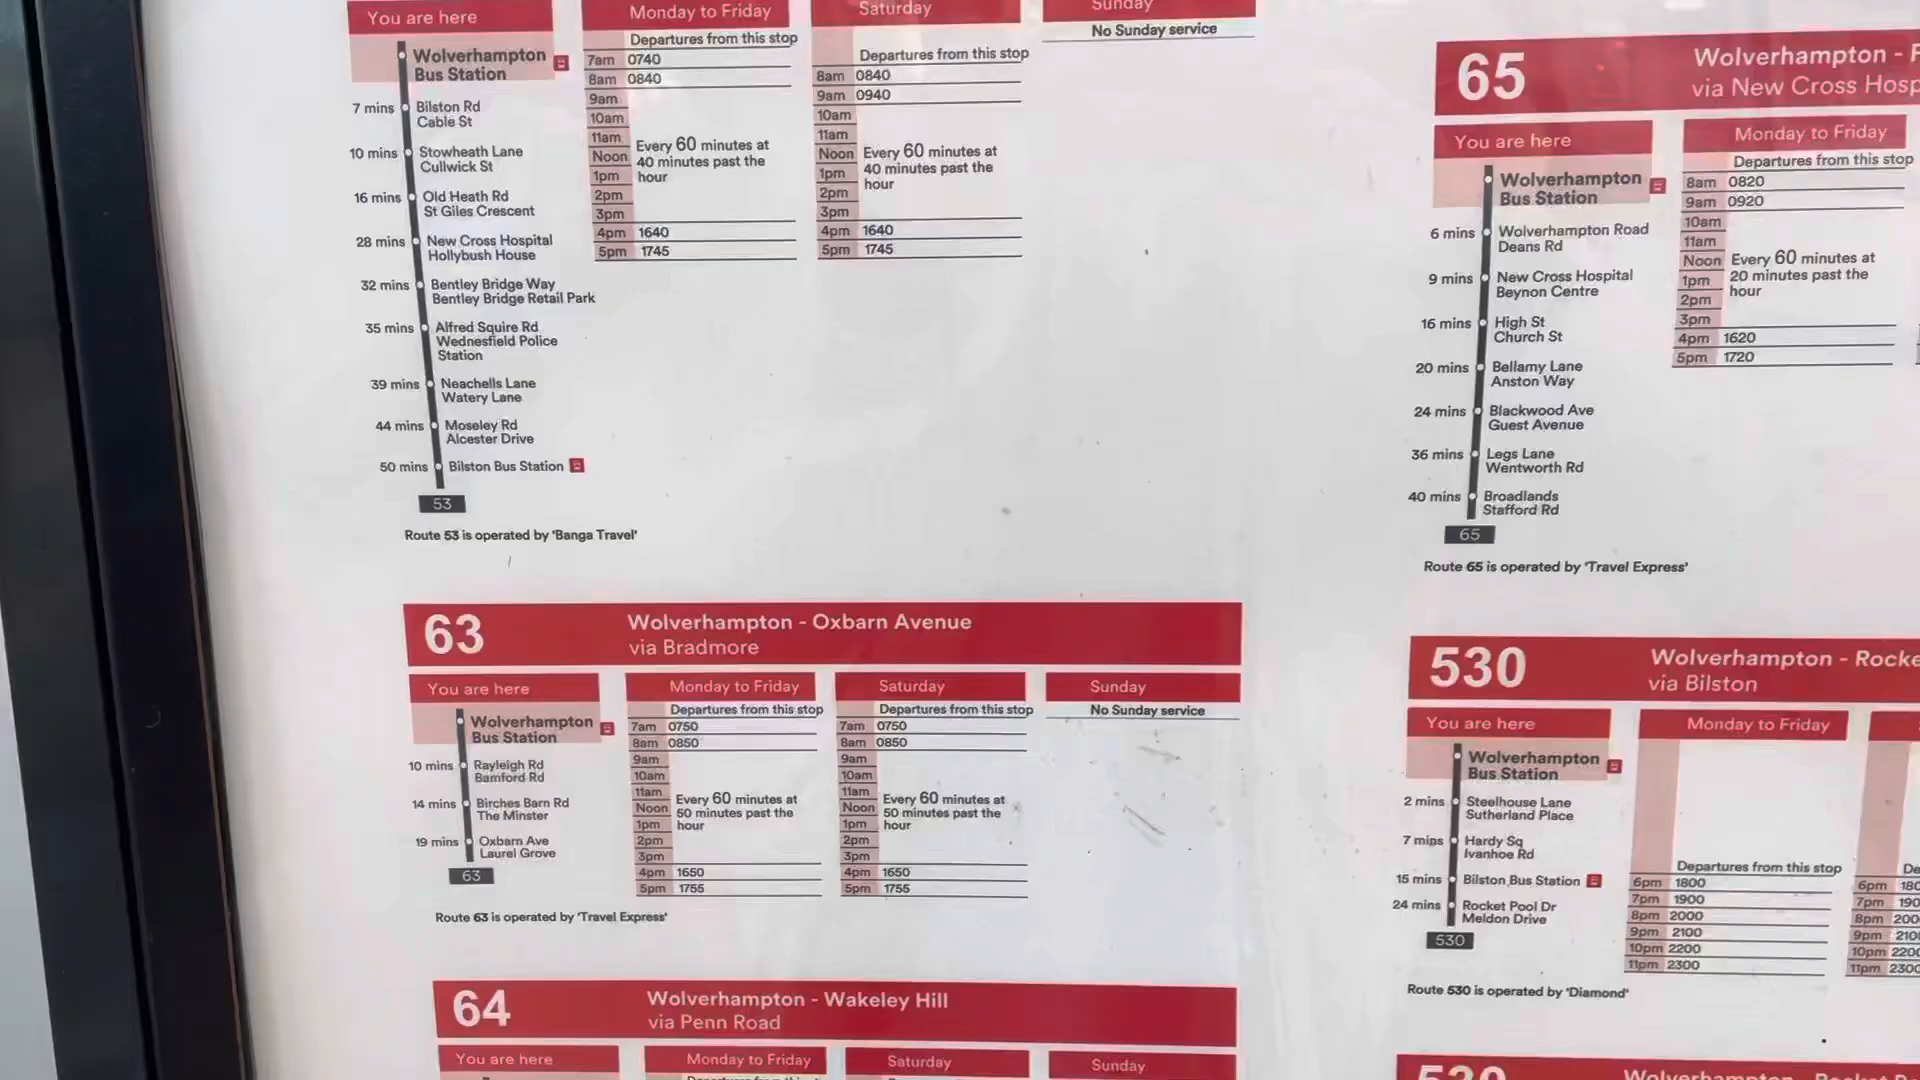 You are here
Wolverhampton
Bus Station
7 mins
Bilston Rd
Cable St
10 mins
Stowheath Lane
Cullwick St
16 mins
Old Heath Rd
St Giles Crescent
28 mins
New Cross Hospital
Hollybush House
32 mins
Bentley Bridge Way
Bentley Bridge Retail Park
35 mins
Alfred Squire Rd
Wednesfield Police
Station
39 mins
Neachells Lane
Watery Lane
44 mins
Moseley Rd
Alcester Drive
50 mins
Bilston Bus Station
53
Route 53 is operated by 'Banga Travel'
Monday to Friday
Departures from this stop
7am 0740
8am 0840
9am
10am
11am
Noon
1pm
2pm
3pm
Every 60 minutes at
40 minutes past the
hour
4pm 1640
5pm 1745
Saturday
Departures from this stop
8am 0840
9am 0940
10am
11am
Noon
1pm
2pm
3pm
Every 60 minutes at
40 minutes past the
hour
4pm 1640
5pm 1745
Sunday
No Sunday service
63
Wolverhampton - Oxbarn Avenue
via Bradmore
You are here
Wolverhampton
Bus Station
10 mins
Rayleigh Rd
Bamford Rd
14 mins
Birches Barn Rd
The Minster
19 mins
Oxbarn Ave
Laurel Grove
63
Route 63 is operated by 'Travel Express'
Monday to Friday
Departures from this stop
7am 0750
8am 0850
9am
10am
11am
Noon
1pm
2pm
3pm
Every 60 minutes at
50 minutes past the
hour
4pm 1650
5pm 1755
Saturday
Departures from this stop
7am 0750
8am 0850
9am
10am
11am
Noon
1pm
2pm
3pm
Every 60 minutes at
50 minutes past the
hour
4pm 1650
5pm 1755
Sunday
No Sunday service
64
Wolverhampton - Wakeley Hill
via Penn Road
You are here
Monday to Friday
Saturday
Sunday
65
Wolverhampton -
via New Cross
You are here
Wolverhampton
Bus Station
6 mins
Wolverhampton Road
Deans Rd
9 mins
New Cross Hospital
Beynon Centre
16 mins
High St
Church St
20 mins
Bellamy Lane
Anston Way
24 mins
Blackwood Ave
Guest Avenue
36 mins
Legs Lane
Wentworth Rd
40 mins
Broadlands
Stafford Rd
65
Route 65 is operated by 'Travel Express'
Monday to Friday
Departures from this stop
8am 0820
9am 0920
10am
11am
Noon
1pm
2pm
3pm
Every 60 minutes at
20 minutes past the
hour
4pm 1620
5pm 1720
530
Wolverhampton - Rocke
via Bilston
You are here
Wolverhampton
Bus Station
2 mins
Steelhouse Lane
Sutherland Place
7 mins
Hardy Sq
Ivanhoe Rd
15 mins
Bilston Bus Station
24 mins
Rocket Pool Dr
Meldon Drive
530
Route 530 is operated by 'Diamond'
Monday to Friday
Departures from this stop
6pm 1800
7pm 1900
8pm 2000
9pm 2100
10pm 2200
11pm 2300
De
6pm 180
7pm 190
8pm 200
9pm 210
10pm 220
11pm 2300